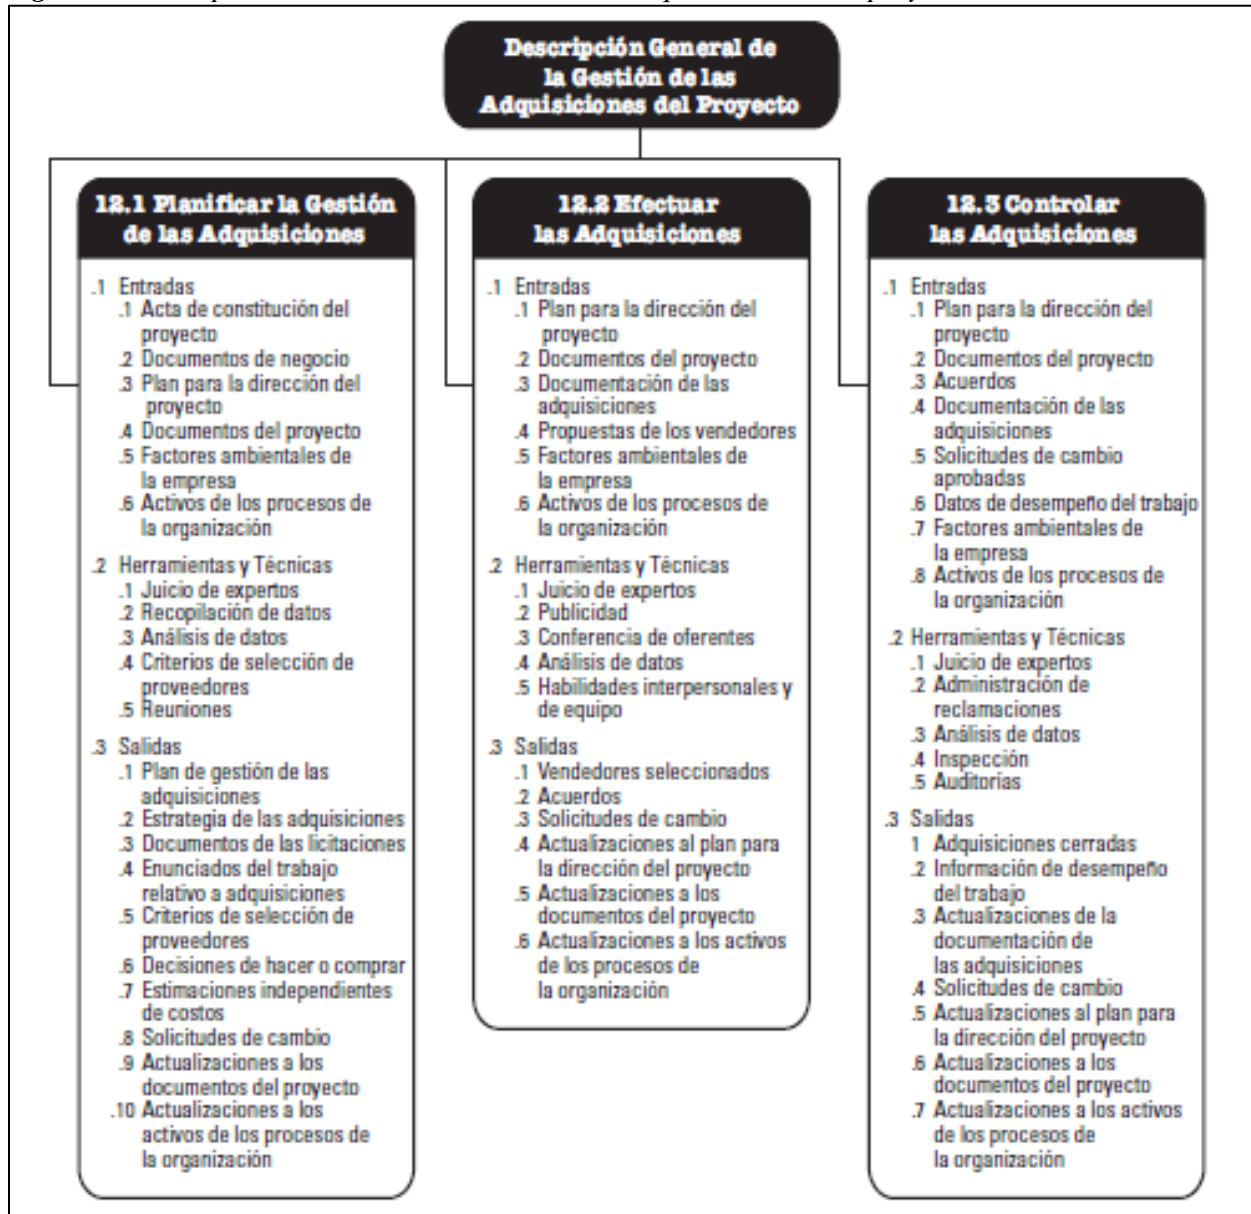 Descripción General de
la Gestión de las
Adquisiciones del Proyecto
12.1 Planificar la Gestión
de las Adquisiciones
.1 Entradas
.1 Acta de constitución del
proyecto
.2 Documentos de negocio
.3 Plan para la dirección del
proyecto
.4 Documentos del proyecto
.5 Factores ambientales de
la empresa
.6 Activos de los procesos de
la organización
.2 Herramientas y Técnicas
.1 Juicio de expertos
.2 Recopilación de datos
.3 Análisis de datos
.4 Criterios de selección de
proveedores
.5 Reuniones
.3 Salidas
.1 Plan de gestión de las
adquisiciones
.2 Estrategia de las adquisiciones
.3 Documentos de las licitaciones
.4 Enunciados del trabajo
relativo a adquisiciones
.5 Criterios de selección de
proveedores
.6 Decisiones de hacer o comprar
.7 Estimaciones independientes
de costos
.8 Solicitudes de cambio
.9 Actualizaciones a los
documentos del proyecto
.10 Actualizaciones a los
activos de los procesos de
la organización
12.2 Efectuar
las Adquisiciones
.1 Entradas
.1 Plan para la dirección del
proyecto
.2 Documentos del proyecto
.3 Documentación de las
adquisiciones
.4 Propuestas de los vendedores
.5 Factores ambientales de
la empresa
.6 Activos de los procesos de
la organización
.2 Herramientas y Técnicas
.1 Juicio de expertos
.2 Publicidad
.3 Conferencia de oferentes
.4 Análisis de datos
.5 Habilidades interpersonales y
de equipo
.3 Salidas
.1 Vendedores seleccionados
.2 Acuerdos
.3 Solicitudes de cambio
.4 Actualizaciones al plan para
la dirección del proyecto
.5 Actualizaciones a los
documentos del proyecto
.6 Actualizaciones a los activos
de los procesos de
la organización
12.3 Controlar
las Adquisiciones
.1 Entradas
.1 Plan para la dirección del
proyecto
.2 Documentos del proyecto
.3 Acuerdos
.4 Documentación de las
adquisiciones
.5 Solicitudes de cambio
aprobadas
.6 Datos de desempeño del trabajo
.7 Factores ambientales de
la empresa
.8 Activos de los procesos de
la organización
.2 Herramientas y Técnicas
.1 Juicio de expertos
.2 Administración de
reclamaciones
.3 Análisis de datos
.4 Inspección
.5 Auditorías
.3 Salidas
1 Adquisiciones cerradas
.2 Información de desempeño
del trabajo
.3 Actualizaciones de la
documentación de
las adquisiciones
.4 Solicitudes de cambio
.5 Actualizaciones al plan para
la dirección del proyecto
.6 Actualizaciones a los
documentos del proyecto
.7 Actualizaciones a los activos
de los procesos de
la organización